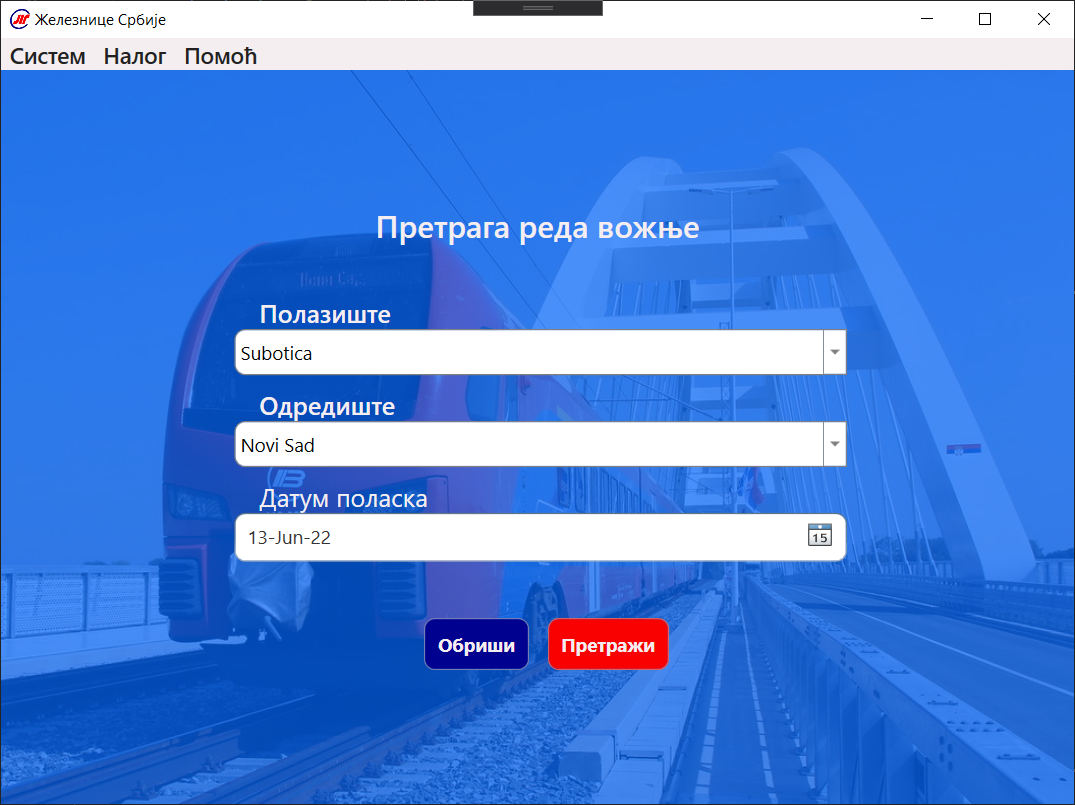 Железнице Србије
Систем Налог Помоћ
Претрага реда вожње
Полазиште
Subotica
Одредиште
Novi Sad
Датум поласка
13-Jun-22
15
Обриши Претражи